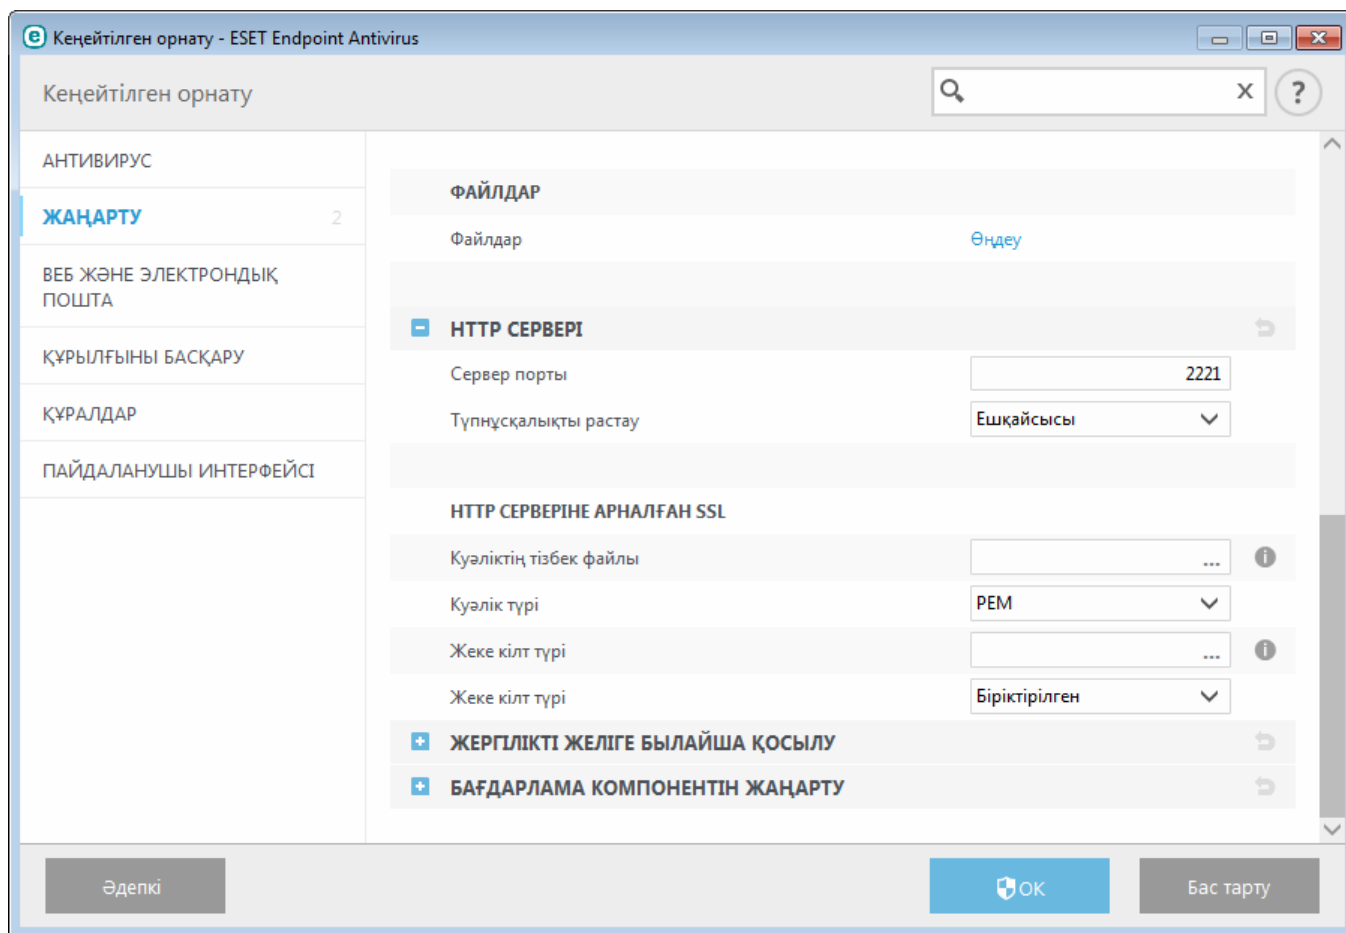 Кеңейтілген орнату - ESET Endpoint Antivirus
Кеңейтілген орнату
x
?
АНТИВИРУС
ЖАҢАРТУ 2
ВЕБ ЖӘНЕ ЭЛЕКТРОНДЫҚ
ПОШТА
ҚҰРЫЛҒЫНЫ БАСҚАРУ
ҚҰРАЛДАР
ПАЙДАЛАНУШЫ ИНТЕРФЕЙСІ
ФАЙЛДАР
Файлдар Өңдеу
HTTP СЕРВЕРІ
Сервер порты 2221
Түпнұсқалықты растау Ешқайсысы
HTTP СЕРВЕРІНЕ АРНАЛҒАН SSL
Куәліктің тізбек файлы ...
Куәлік түрі PEM
Жеке кілт түрі ...
Жеке кілт түрі Біріктірілген
ЖЕРГІЛІКТІ ЖЕЛІГЕ БЫЛАЙША ҚОСЫЛУ
БАҒДАРЛАМА КОМПОНЕНТІН ЖАҢАРТУ
Әдепкі
OK
Бас тарту